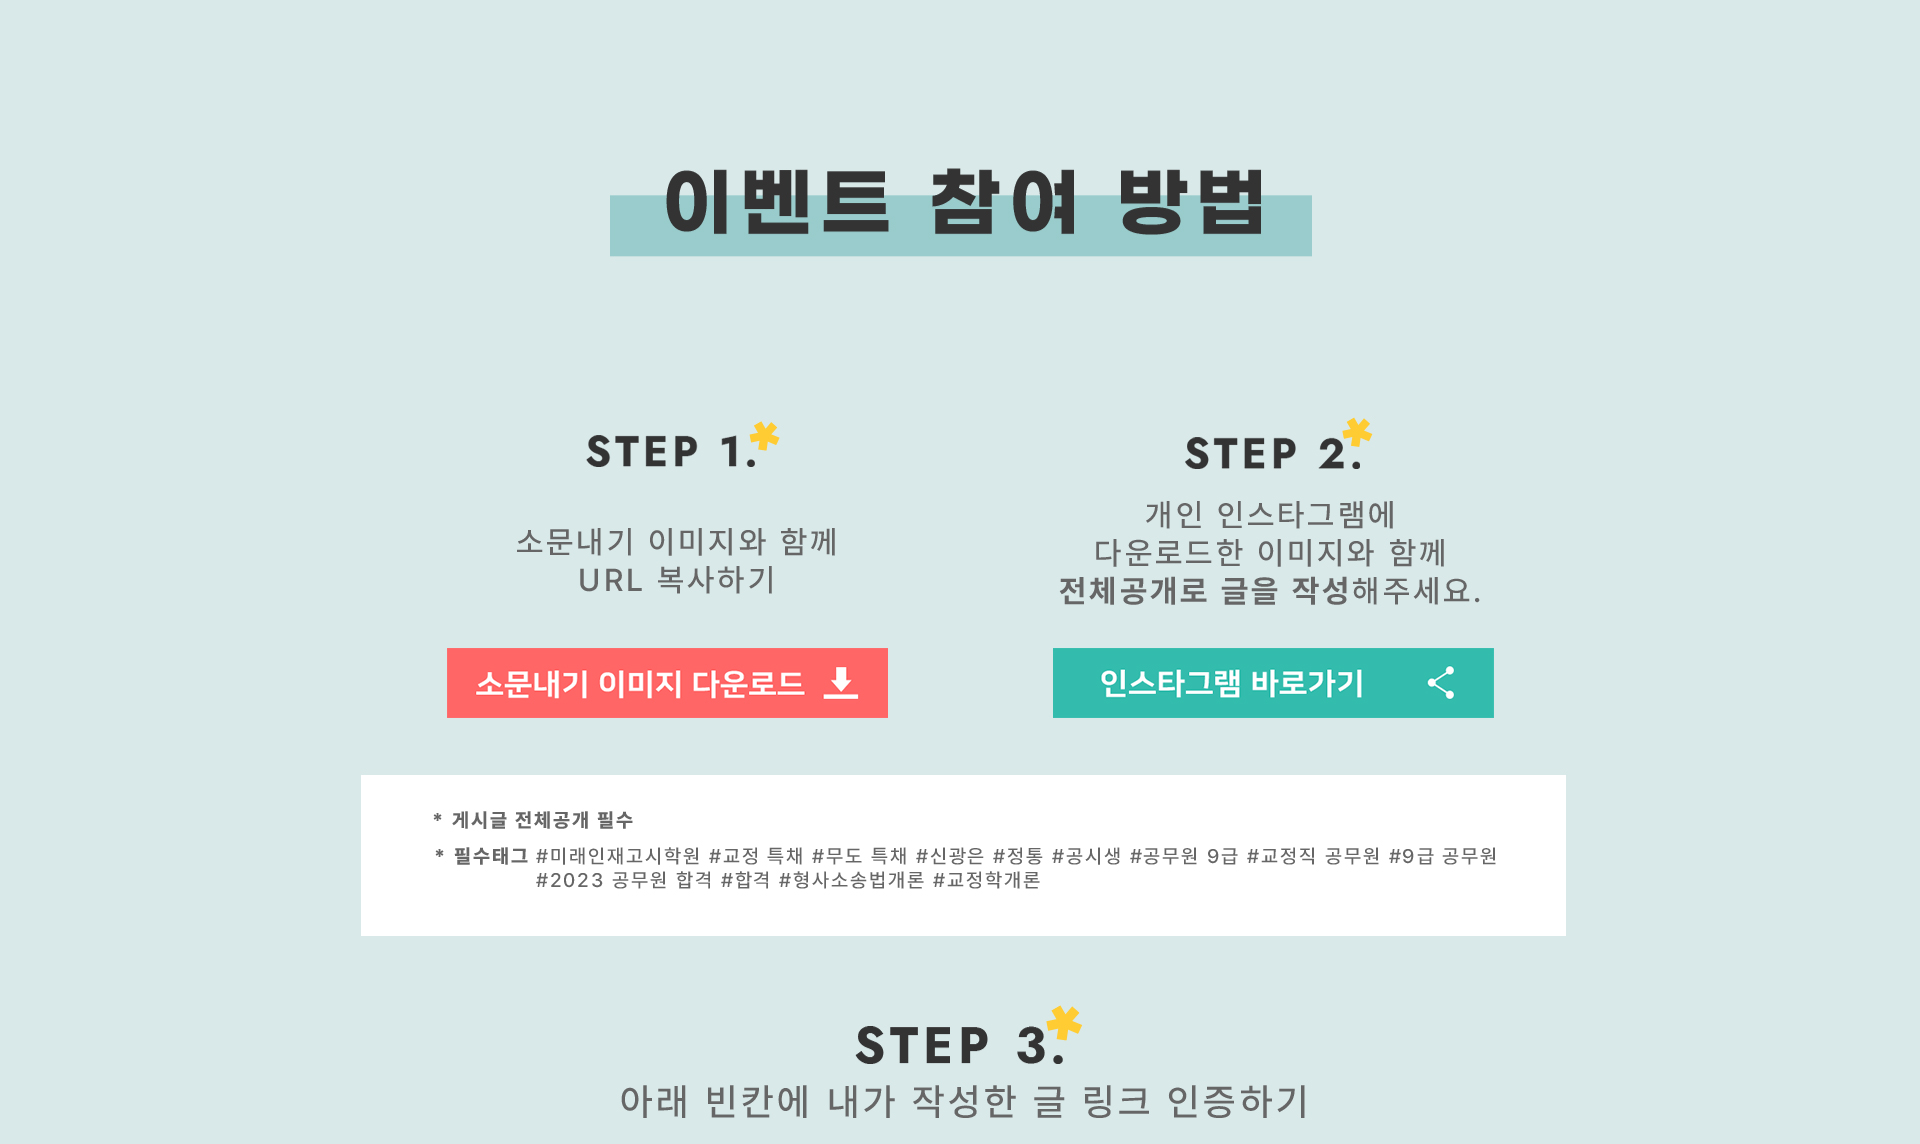 이벤트 참여 방법
STEP 1.
소문내기 이미지와 함께
URL 복사하기
소문내기 이미지 다운로드
STEP 2.
개인 인스타그램에
다운로드한 이미지와 함께
전체공개로 글을 작성해주세요.
인스타그램 바로가기
* 게시글 전체공개 필수
* 필수태그 #미래인재고시학원 #교정 특채 #무도 특채 #신광은 #정통 #공시생 #공무원 9급 #교정직 공무원 #9급 공무원
#2023 공무원 합격 #합격 #형사소송법개론 #교정학개론
STEP 3.
아래 빈칸에 내가 작성한 글 링크 인증하기